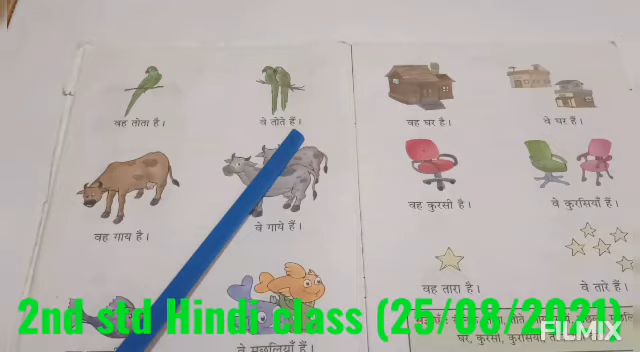 वह तोता है।
वे तोते हैं।
वह गाय है।
वे गायें हैं।
वे मछलियाँ हैं।
वह घर है।
वे घर हैं।
वह कुरसी है।
वे कुरसियाँ हैं।
वह तारा है।
वे तारे हैं।
2nd std Hindi class (25/08/2021)
FILMIX